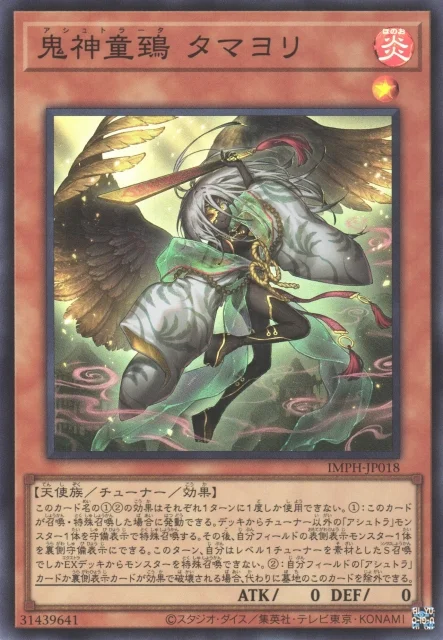 アシュトラータ
鬼神童鵄 タマヨリ
ほのお
炎
IMPH-JP018
【天使族/チューナー/効果】
このカード名の①②の効果はそれぞれ1ターンに1度しか使用できない。①:このカード
が召喚・特殊召喚した場合に発動できる。デッキからチューナー以外の「アシュトラ」モン
スター1体を守備表示で特殊召喚する。その後、自分フィールドの表側表示モンスター1体
を裏側守備表示にできる。このターン、自分はレベル1チューナーを素材としたS召喚
でしかEXデッキからモンスターを特殊召喚できない。②:自分フィールドの「アシュトラ」
カードか裏側表示カードが効果で破壊される場合、代わりに墓地のこのカードを除外できる。
ATK/ 0 DEF/ 0
31439641 ©スタジオ・ダイス/集英社・テレビ東京・KONAMI